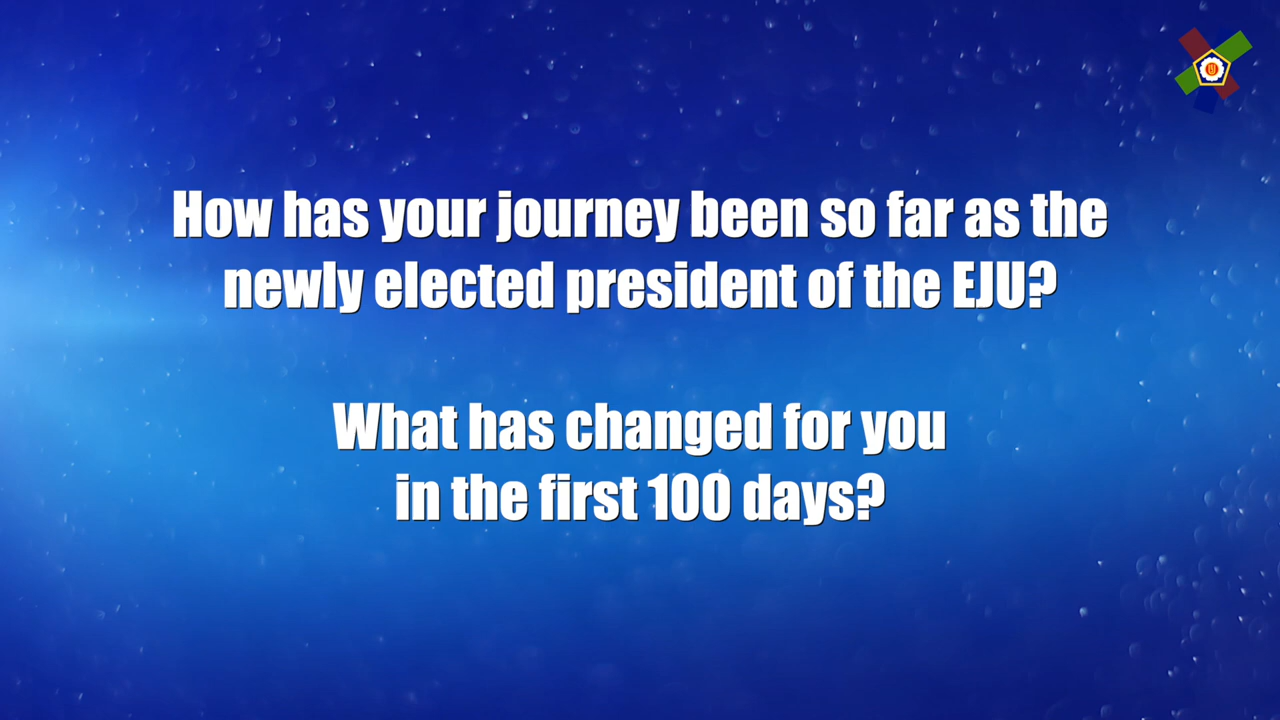 How has your journey been so far as the
newly elected president of the EJU?
What has changed for you
in the first 100 days?